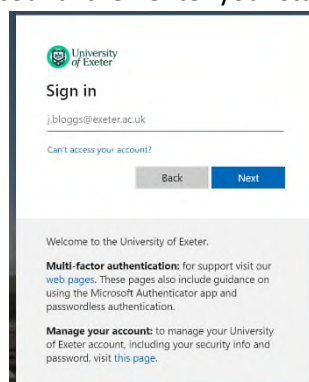 University
of Exeter
Sign in
j.bloggs@exeter.ac.uk
Can't access your account?
Back Next
Welcome to the University of Exeter.
Multi-factor authentication: for support visit our
web pages. These pages also include guidance on
using the Microsoft Authenticator app and
passwordless authentication.
Manage your account: to manage your University
of Exeter account, including your security info and
password, visit this page.